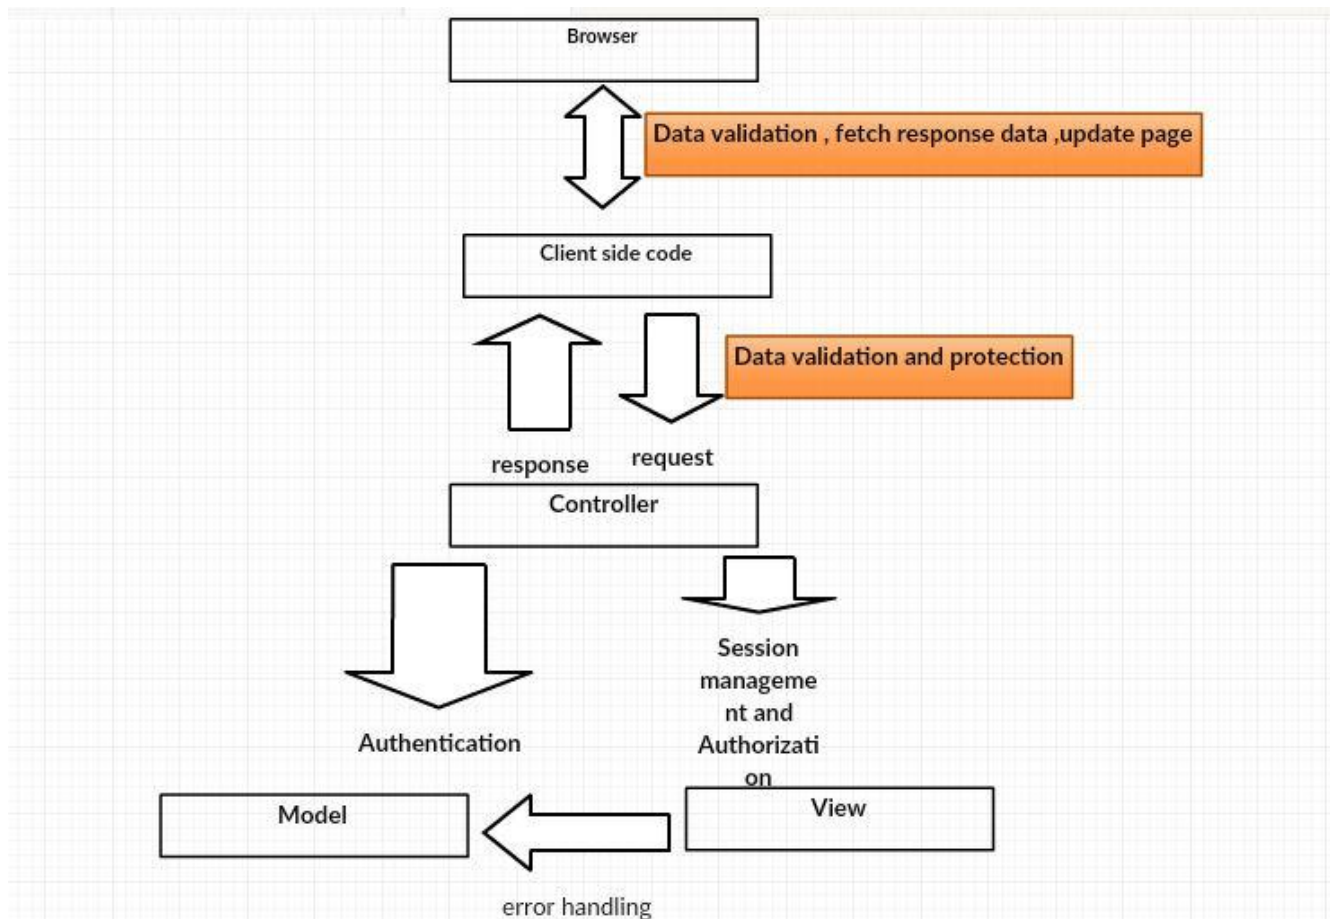 Browser
Data validation , fetch response data ,update page
Client side code
Data validation and protection
response
request
Controller
Session
manageme
nt and
Authorizati
on
Authentication
Model
View
error handling